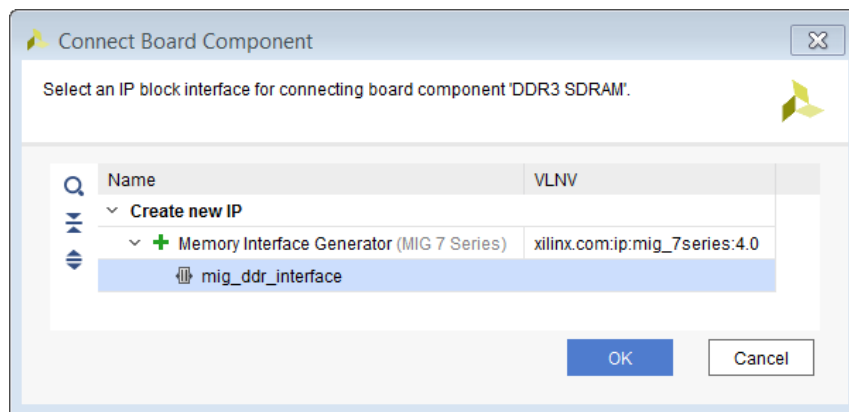 Connect Board Component
Select an IP block interface for connecting board component 'DDR3 SDRAM'.
Name VLNV
Create new IP
Memory Interface Generator (MIG 7 Series) xilinx.com:ip:mig_7series:4.0
mig_ddr_interface
OK Cancel